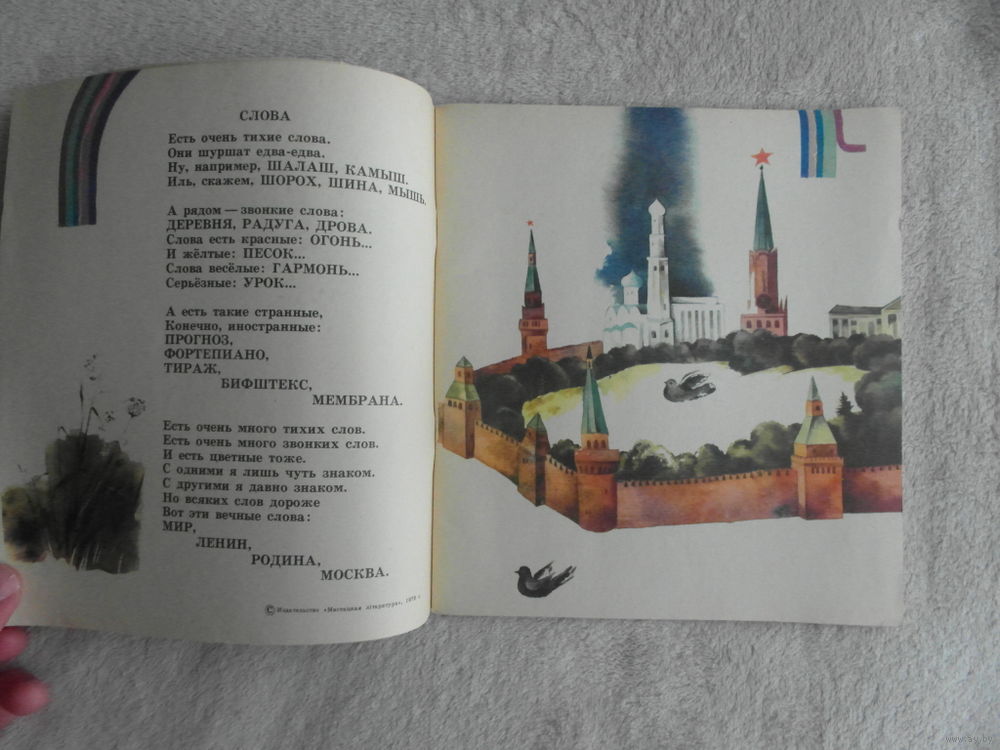 СЛОВА
Есть очень тихие слова.
Они шуршат едва-едва.
Ну, например, ШАЛАШ, КАМЫШ.
Иль, скажем, ШОРОХ, ШИНА, МЫШЬ.
А рядом — звонкие слова:
ДЕРЕВНЯ, РАДУГА, ДРОВА.
Слова есть красные: ОГОНЬ...
И жёлтые: ПЕСОК...
Слова весёлые: ГАРМОНЬ...
Серьёзные: УРОК...
А есть такие странные,
Конечно, иностранные:
ПРОГНОЗ,
ФОРТЕПИАНО,
ТИРАЖ,
БИФШТЕКС,
МЕМБРАНА.
Есть очень много тихих слов.
Есть очень много звонких слов.
И есть цветные тоже.
С одними я лишь чуть знаком.
С другими я давно знаком.
Но всяких слов дороже
Вот эти вечные слова:
МИР,
ЛЕНИН,
РОДИНА,
МОСКВА.
© Издательство «Мастацкая літаратура»,
www.ay.by